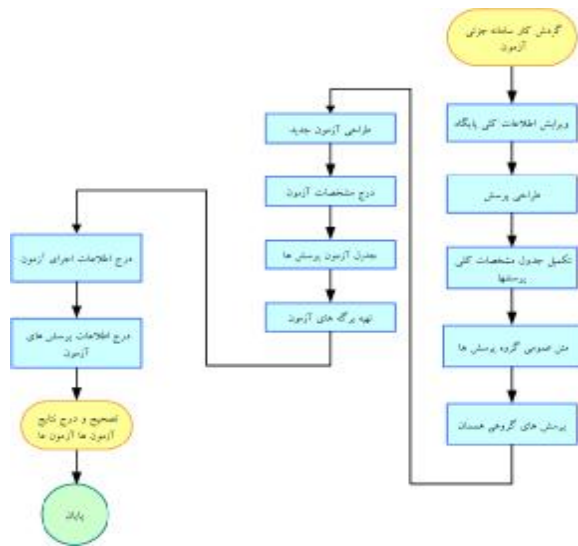 گردش کار سامانه جزئی
آزمون
ویرایش اطلاعات کلی پایگاه
طراحی پرسش
تکمیل جدول مشخصات کلی
پرسشها
متن عمومی گروه پرسش ها
پرسش های گروهی همسان
طراحی آزمون جدید
درج مشخصات آزمون
جدول آزمون پرسش ها
تهیه برگه های آزمون
درج اطلاعات اجرای آزمون
درج اطلاعات پرسش های
آزمون
تصحیح و درج نتایج
آزمون ها آزمون ها
پایان